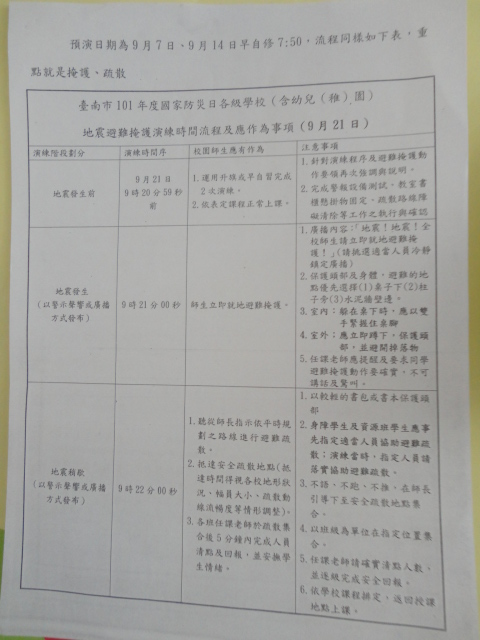 預演日期為9月7日、9月14日早自修7:50，流程同樣如下表，重
點就是掩護、疏散
臺南市101年度國家防災日各級學校（含幼兒（稚）園）
地震避難掩護演練時間流程及應作為事項（9月21日）
演練階段劃分
演練時間序
校園師生應有作為
注意事項
地震發生前
9月21日
9時20分59秒
前
1.運用升旗或早自習完成
2次演練。
2.依表定課程正常上課。
1.針對演練程序及避難掩護動
作要領再次強調與說明。
2.完成警報設備測試、教室書
櫃懸掛物固定、疏散路線障
礙清除等工作之執行與確認
地震發生
（以警示聲響或廣播
方式發布）
9時21分00秒
師生立即就地避難掩護。
1.廣播內容:「地震！地震！全
校師生請立即就地避難掩
護！」(請挑選適當人員冷靜
鎮定廣播)
2.保護頭部及身體，避難的地
點優先選擇(1)桌子下(2)柱
子旁(3)水泥牆壁邊。
3.室內：躲在桌下時，應以雙
手緊握住桌腳
4.室外：應立即蹲下，保護頭
部，並避開掉落物
5.任課老師應提醒及要求同學
避難掩護動作要確實，不可
講話及驚叫。
地震稍歇
（以警示聲響或廣播
方式發布）
9時22分00秒
1.聽從師長指示依平時規
劃之路線進行避難疏
散。
2.抵達安全疏散地點(抵
達時間得視各校地形狀
況、幅員大小、疏散動
線流暢度等情形調整)。
3.各班任課老師於疏散集
合後5分鐘內完成人員
清點及回報，並安撫學
生情緒。
1.以較輕的書包或書本保護頭
部
2.身障學生及資源班學生應事
先指定適當人員協助避難疏
散；演練當時，指定人員請
落實協助避難疏散。
3.不語、不跑、不推，在師長
引導下至安全疏散地點集
合。
4.以班級為單位在指定位置集
合。
5.任課老師請確實清點人數，
並逐級完成安全回報。
6.依學校課程排定，返回授課
地點上課。